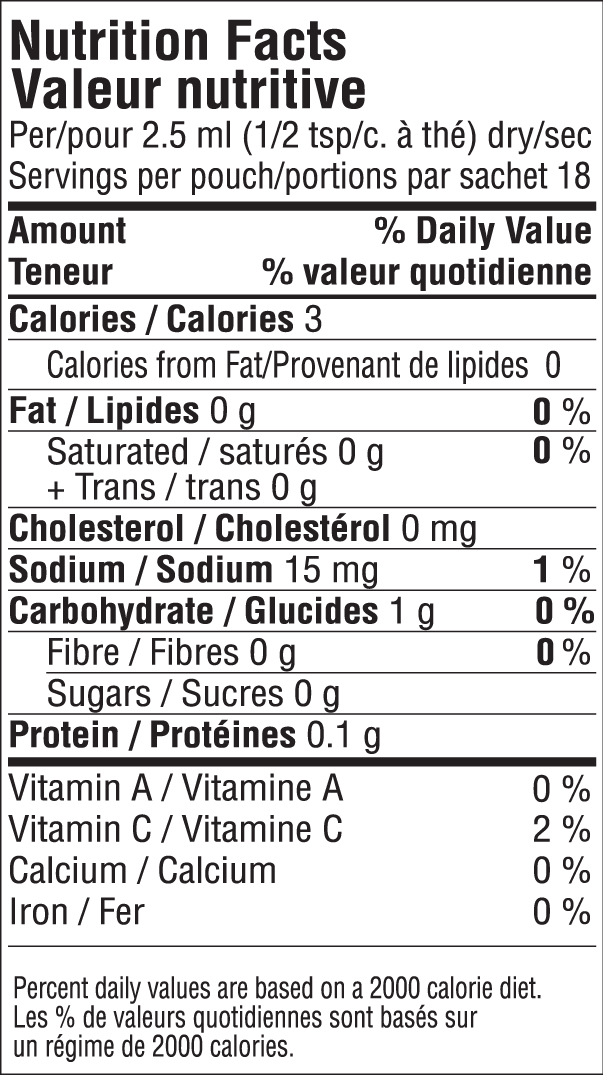 Nutrition Facts
Valeur nutritive
Per/pour 2.5 ml (1/2 tsp/c. à thé) dry/sec
Servings per pouch/portions par sachet 18
Amount % Daily Value
Teneur % valeur quotidienne
Calories / Calories 3
Calories from Fat/Provenant de lipides 0
Fat / Lipides 0 g 0 %
Saturated / saturés 0 g 0 %
+ Trans / trans 0 g
Cholesterol / Cholestérol 0 mg
Sodium / Sodium 15 mg 1 %
Carbohydrate / Glucides 1 g 0 %
Fibre / Fibres 0 g 0 %
Sugars / Sucres 0 g
Protein / Protéines 0.1 g
Vitamin A / Vitamine A 0 %
Vitamin C / Vitamine C 2 %
Calcium / Calcium 0 %
Iron / Fer 0 %
Percent daily values are based on a 2000 calorie diet.
Les % de valeurs quotidiennes sont basés sur
un régime de 2000 calories.